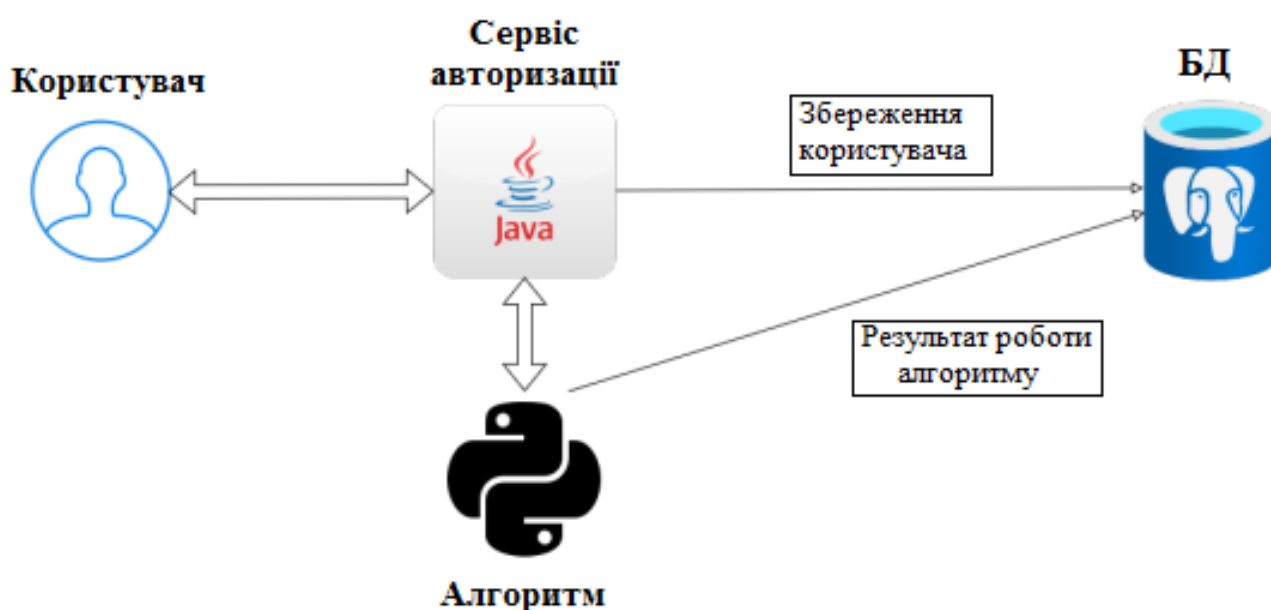 Користувач
Сервіс
авторизації
БД
Збереження
користувача
Java
Результат роботи
алгоритму
Алгоритм